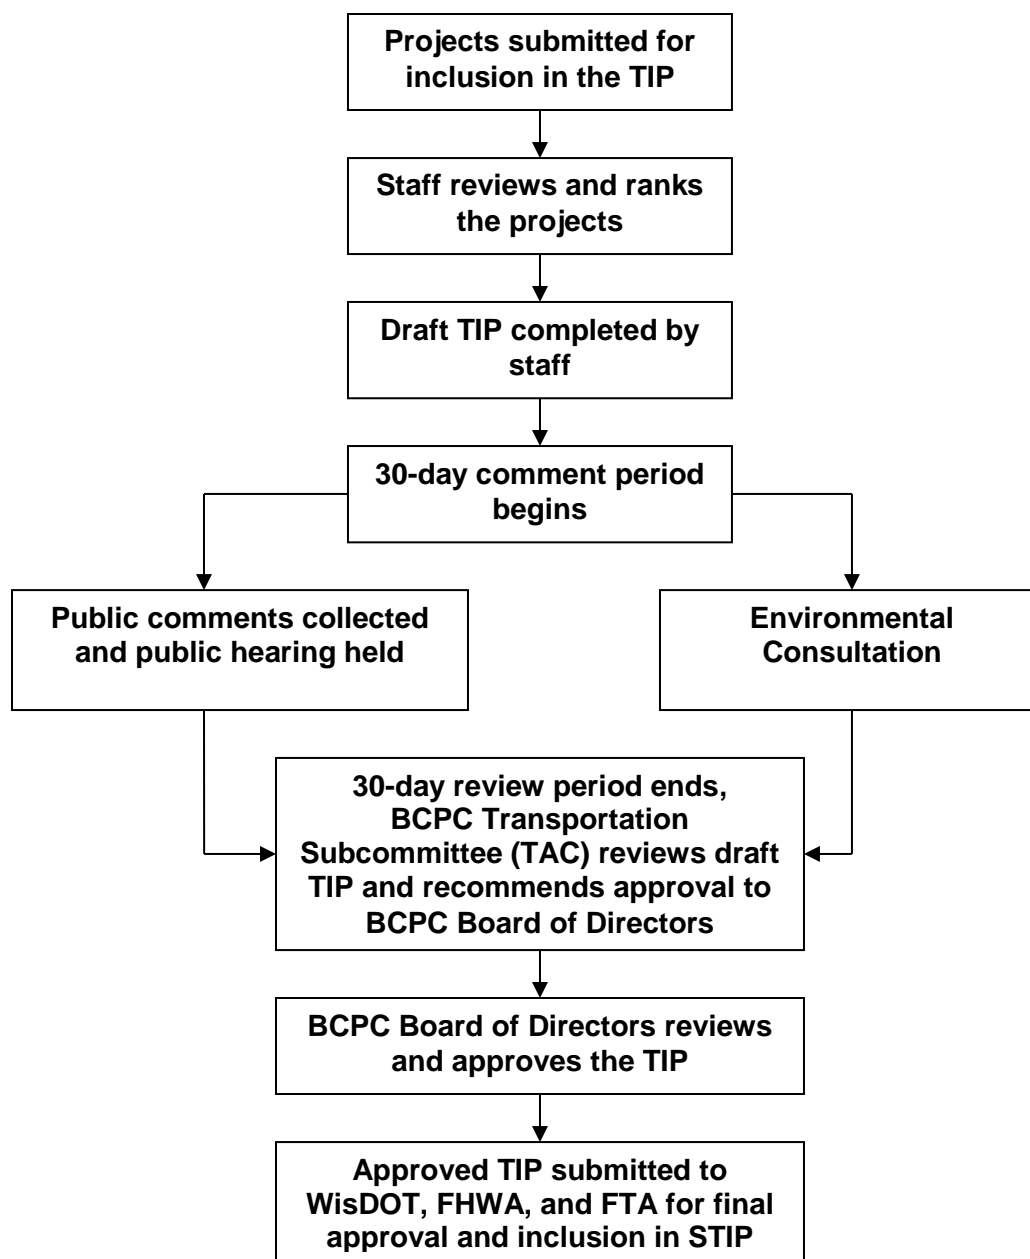 Projects submitted for
inclusion in the TIP
Staff reviews and ranks
the projects
Draft TIP completed by
staff
30-day comment period
begins
Public comments collected
and public hearing held
Environmental
Consultation
30-day review period ends,
BCPC Transportation
Subcommittee (TAC) reviews draft
TIP and recommends approval to
BCPC Board of Directors
BCPC Board of Directors reviews
and approves the TIP
Approved TIP submitted to
WisDOT, FHWA, and FTA for final
approval and inclusion in STIP